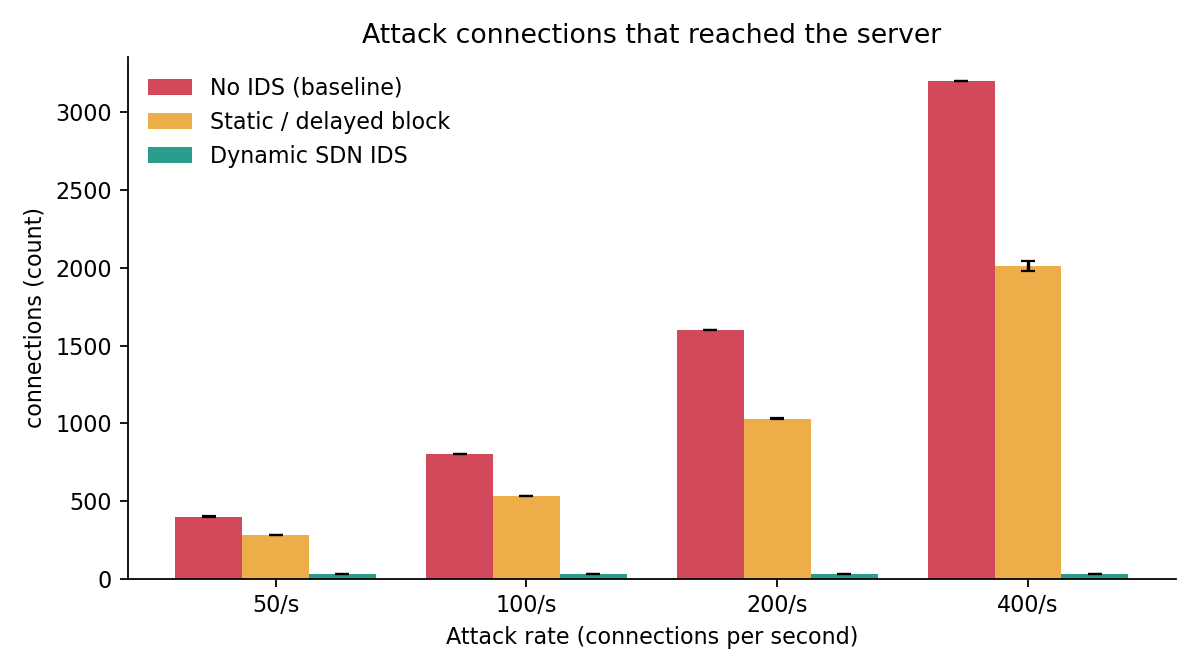 Attack connections that reached the server
No IDS (baseline)
Static / delayed block
Dynamic SDN IDS
connections (count)
3000
2500
2000
1500
1000
500
0
50/s
100/s
200/s
400/s
Attack rate (connections per second)